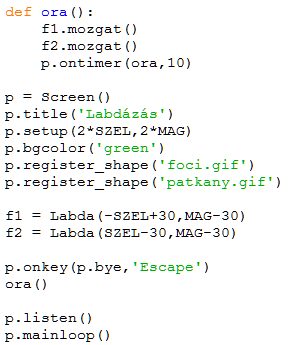 def ora():
    f1.mozgat()
    f2.mozgat()
    p.ontimer(ora,10)

p = Screen()
p.title('Labdázás')
p.setup(2*SZEL,2*MAG)
p.bgcolor('green')
p.register_shape('foci.gif')
p.register_shape('patkany.gif')

f1 = Labda(-SZEL+30,MAG-30)
f2 = Labda(SZEL-30,MAG-30)

p.onkey(p.bye,'Escape')
ora()

p.listen()
p.mainloop()